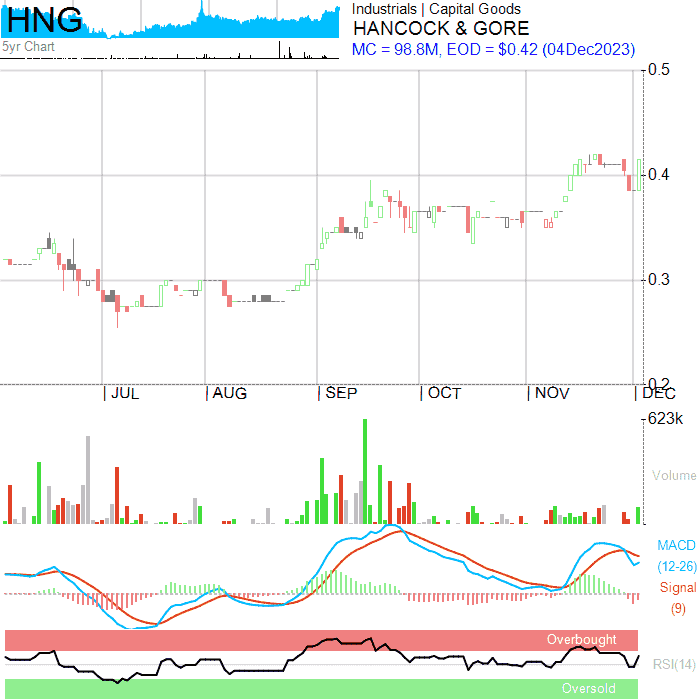 HNG
5yr Chart
Industrials | Capital Goods
HANCOCK & GORE
MC = 98.8M, EOD = $0.42 (04Dec2023)
0.5
0.4
0.3
0.2
| JUL | AUG | SEP | OCT | NOV | DEC
623k
Volume
MACD
(12-26)
Signal
(9)
Overbought
RSI(14)
Oversold